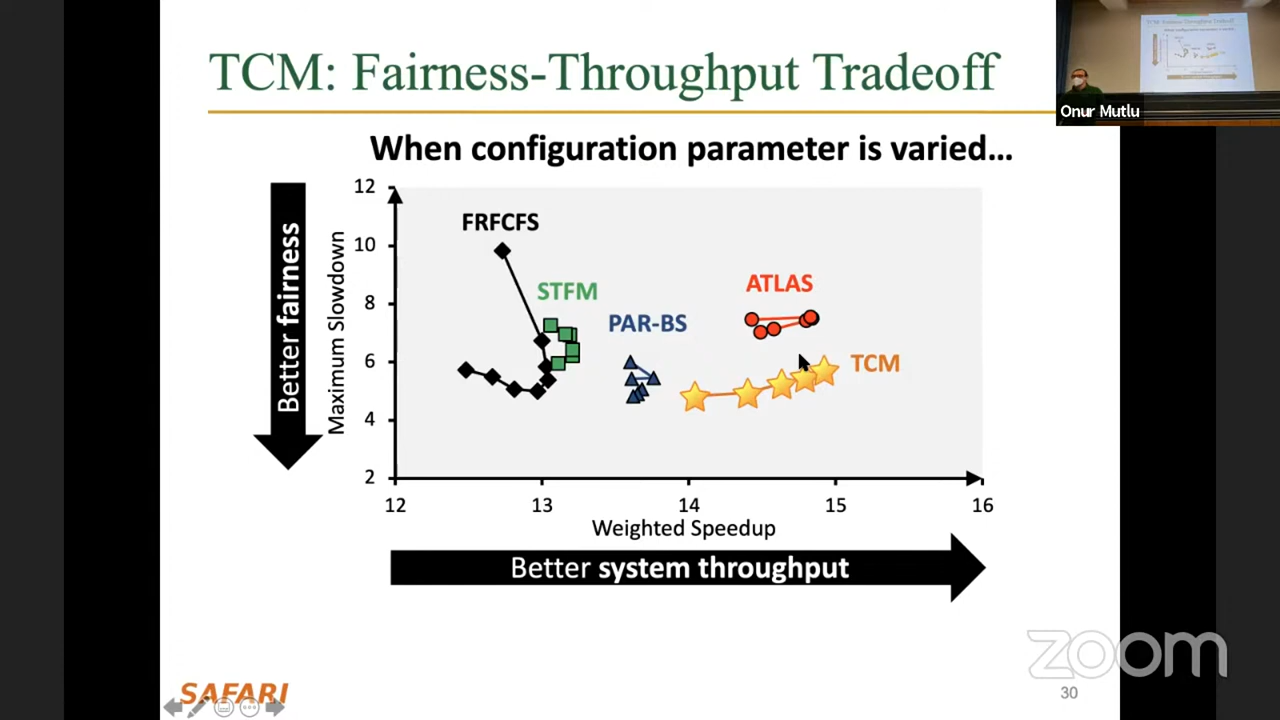 TCM: Fairness-Throughput Tradeoff
Onur Mutlu
When configuration parameter is varied...
Better fairness
Maximum Slowdown
12
10
8
6
4
2
FRFCFS
STFM
PAR-BS
ATLAS
TCM
12 13 14 15 16
Weighted Speedup
Better system throughput
zoom
SAFARI
30